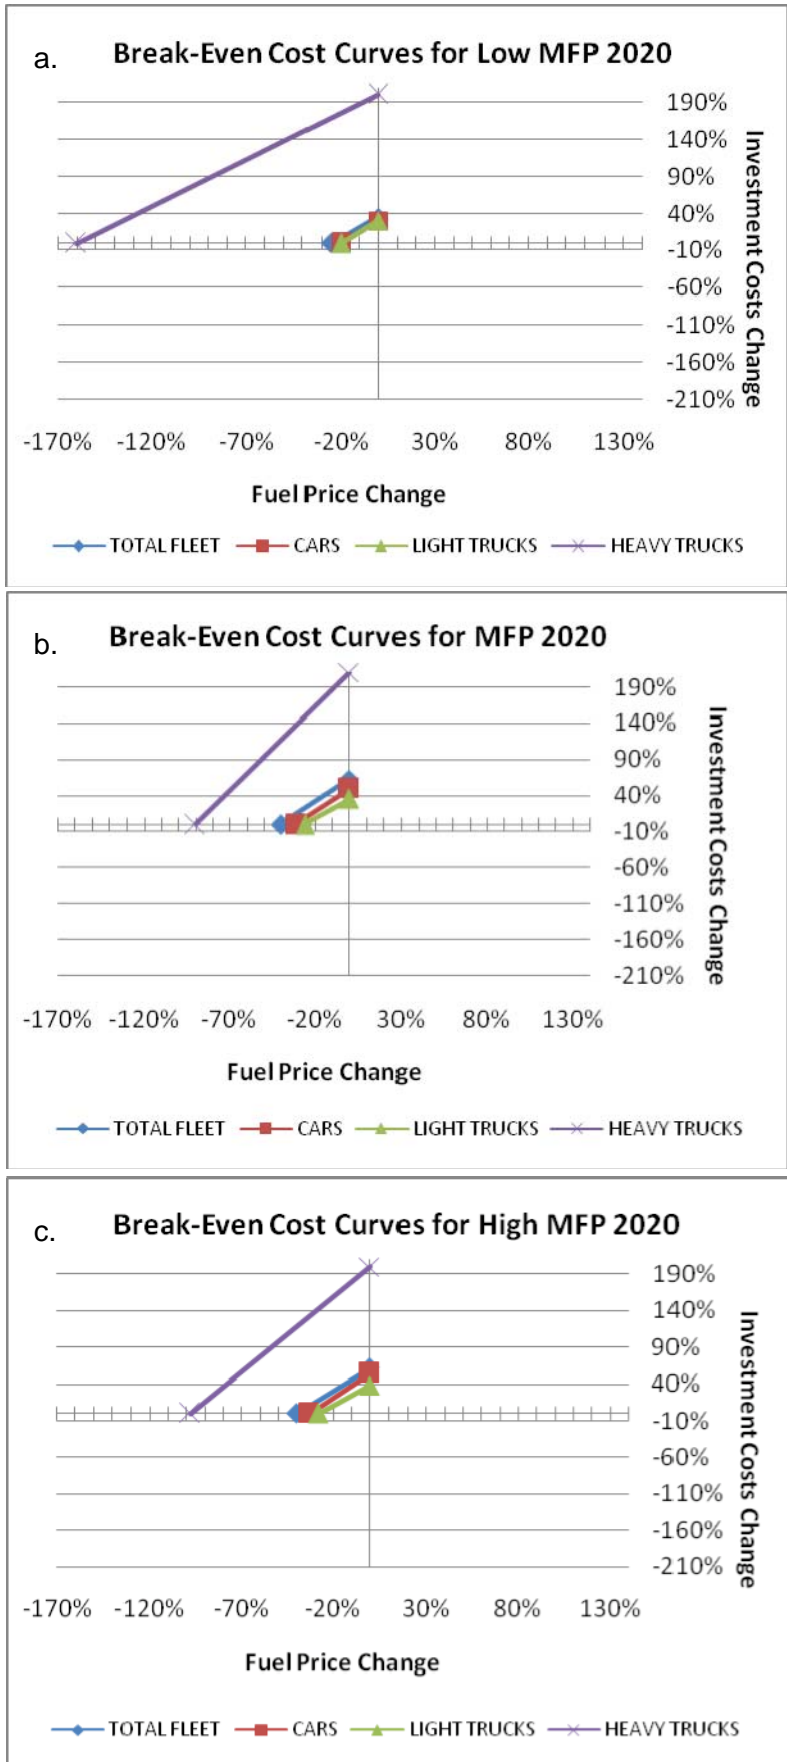 a. Break-Even Cost Curves for Low MFP 2020
190%
140%
90%
40%
-10%
-60%
-110%
-160%
-210%
Investment Costs Change
-170% -120% -70% -20% 30% 80% 130%
Fuel Price Change
TOTAL FLEET CARS LIGHT TRUCKS HEAVY TRUCKS
b. Break-Even Cost Curves for MFP 2020
190%
140%
90%
40%
-10%
-60%
-110%
-160%
-210%
Investment Costs Change
-170% -120% -70% -20% 30% 80% 130%
Fuel Price Change
TOTAL FLEET CARS LIGHT TRUCKS HEAVY TRUCKS
c. Break-Even Cost Curves for High MFP 2020
190%
140%
90%
40%
-10%
-60%
-110%
-160%
-210%
Investment Costs Change
-170% -120% -70% -20% 30% 80% 130%
Fuel Price Change
TOTAL FLEET CARS LIGHT TRUCKS HEAVY TRUCKS